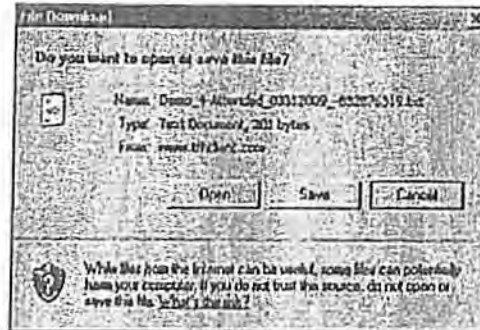 File Download
Do you want to open or save this file?
Name: Demo_4-Attended_03312009_-
Type: Text Document, 201 bytes
From:
Open Save Cancel
While files from the Internet can be useful, some files can potentially
harm your computer. If you do not trust the source, do not open or
save this file. What's the risk?